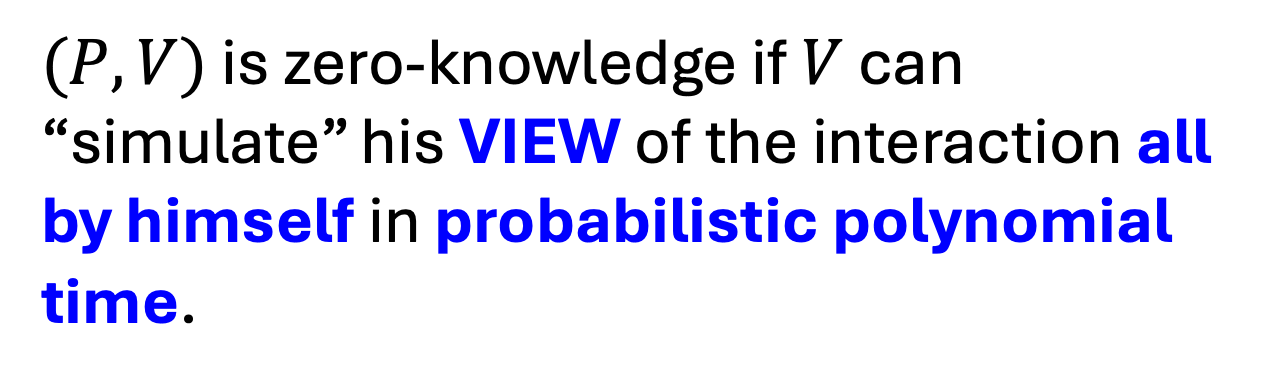 (P, V) is zero-knowledge if V can
“simulate” his VIEW of the interaction all
by himself in probabilistic polynomial
time.